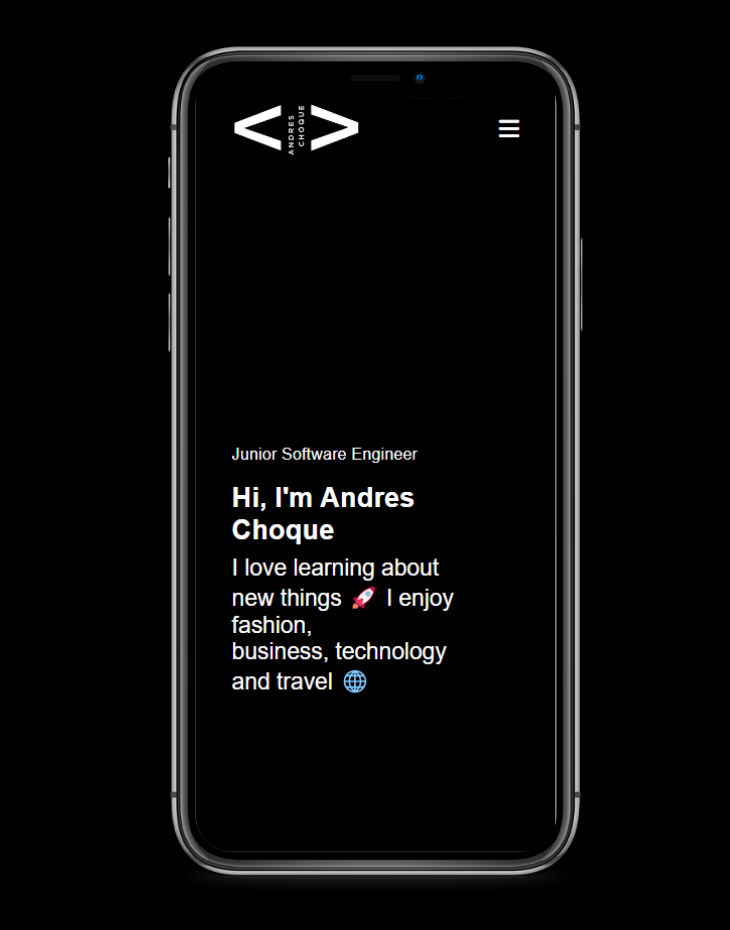 ANDRES
CHOQUE
Junior Software Engineer
Hi, I'm Andres
Choque
I love learning about
new things 🚀 I enjoy
fashion,
business, technology
and travel 🌐